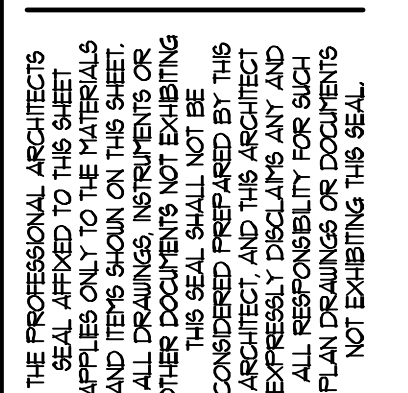 THE PROFESSIONAL ARCHITECTS
SEAL AFFIXED TO THIS SHEET
APPLIES ONLY TO THE MATERIALS
AND ITEMS SHOWN ON THIS SHEET.
ALL DRAWINGS, INSTRUMENTS OR
OTHER DOCUMENTS NOT EXHIBITING
THIS SEAL SHALL NOT BE
CONSIDERED PREPARED BY THIS
ARCHITECT, AND THIS ARCHITECT
EXPRESSLY DISCLAIMS ANY AND
ALL RESPONSIBILITY FOR SUCH
PLAN DRAWINGS OR DOCUMENTS
NOT EXHIBITING THIS SEAL.